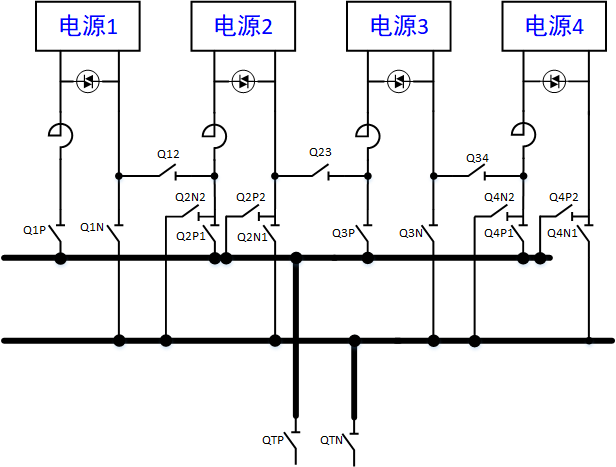 电源1 电源2 电源3 电源4
Q12 Q23 Q34
Q2N2 Q2P2 Q4N2 Q4P2
Q1P Q1N Q2P1 Q2N1 Q3P Q3N Q4P1 Q4N1
QTP QTN